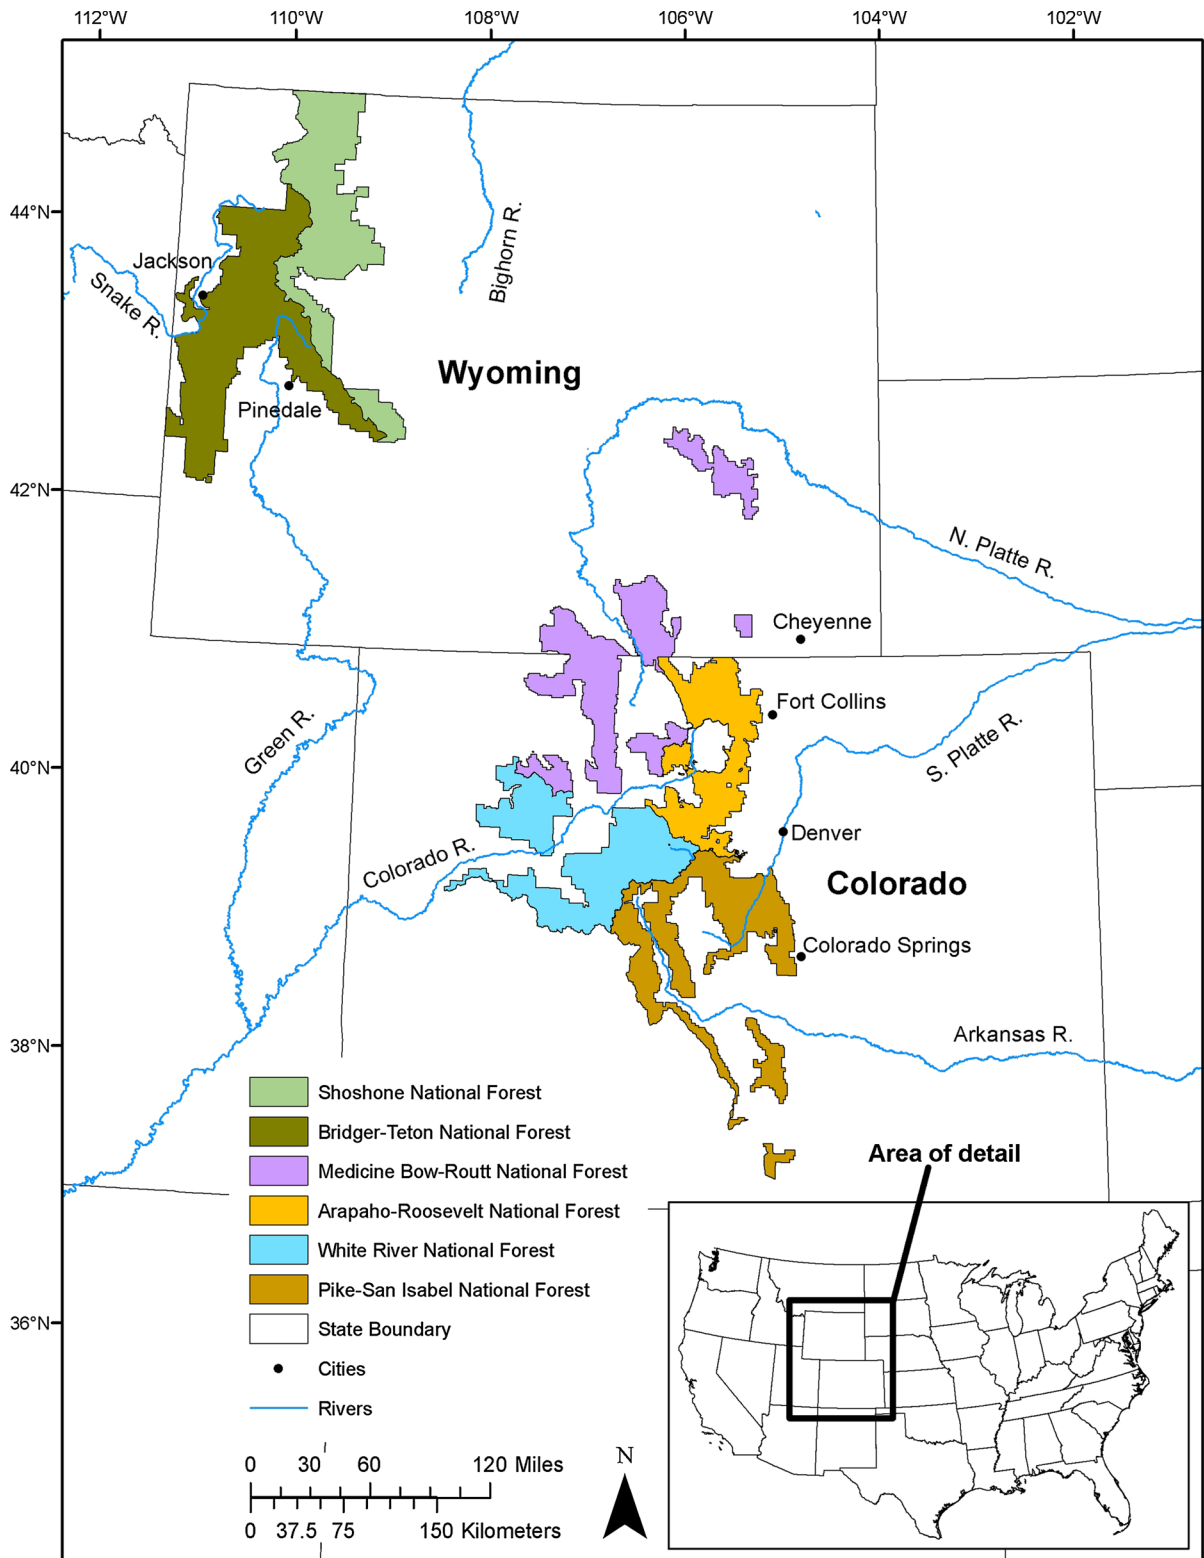 112°W 110°W 108°W 106°W 104°W 102°W
44°N
Bighorn R.
Jackson
Snake R.
Wyoming
Pinedale
42°N
N. Platte R.
Cheyenne
Fort Collins
Green R.
S. Platte R.
40°N
Denver
Colorado R.
Colorado
Colorado Springs
Arkansas R.
38°N
Shoshone National Forest
Bridger-Teton National Forest
Area of detail
Medicine Bow-Routt National Forest
Arapaho-Roosevelt National Forest
White River National Forest
Pike-San Isabel National Forest
36°N
State Boundary
Cities
Rivers
N
0 30 60 120 Miles
0 37.5 75 150 Kilometers